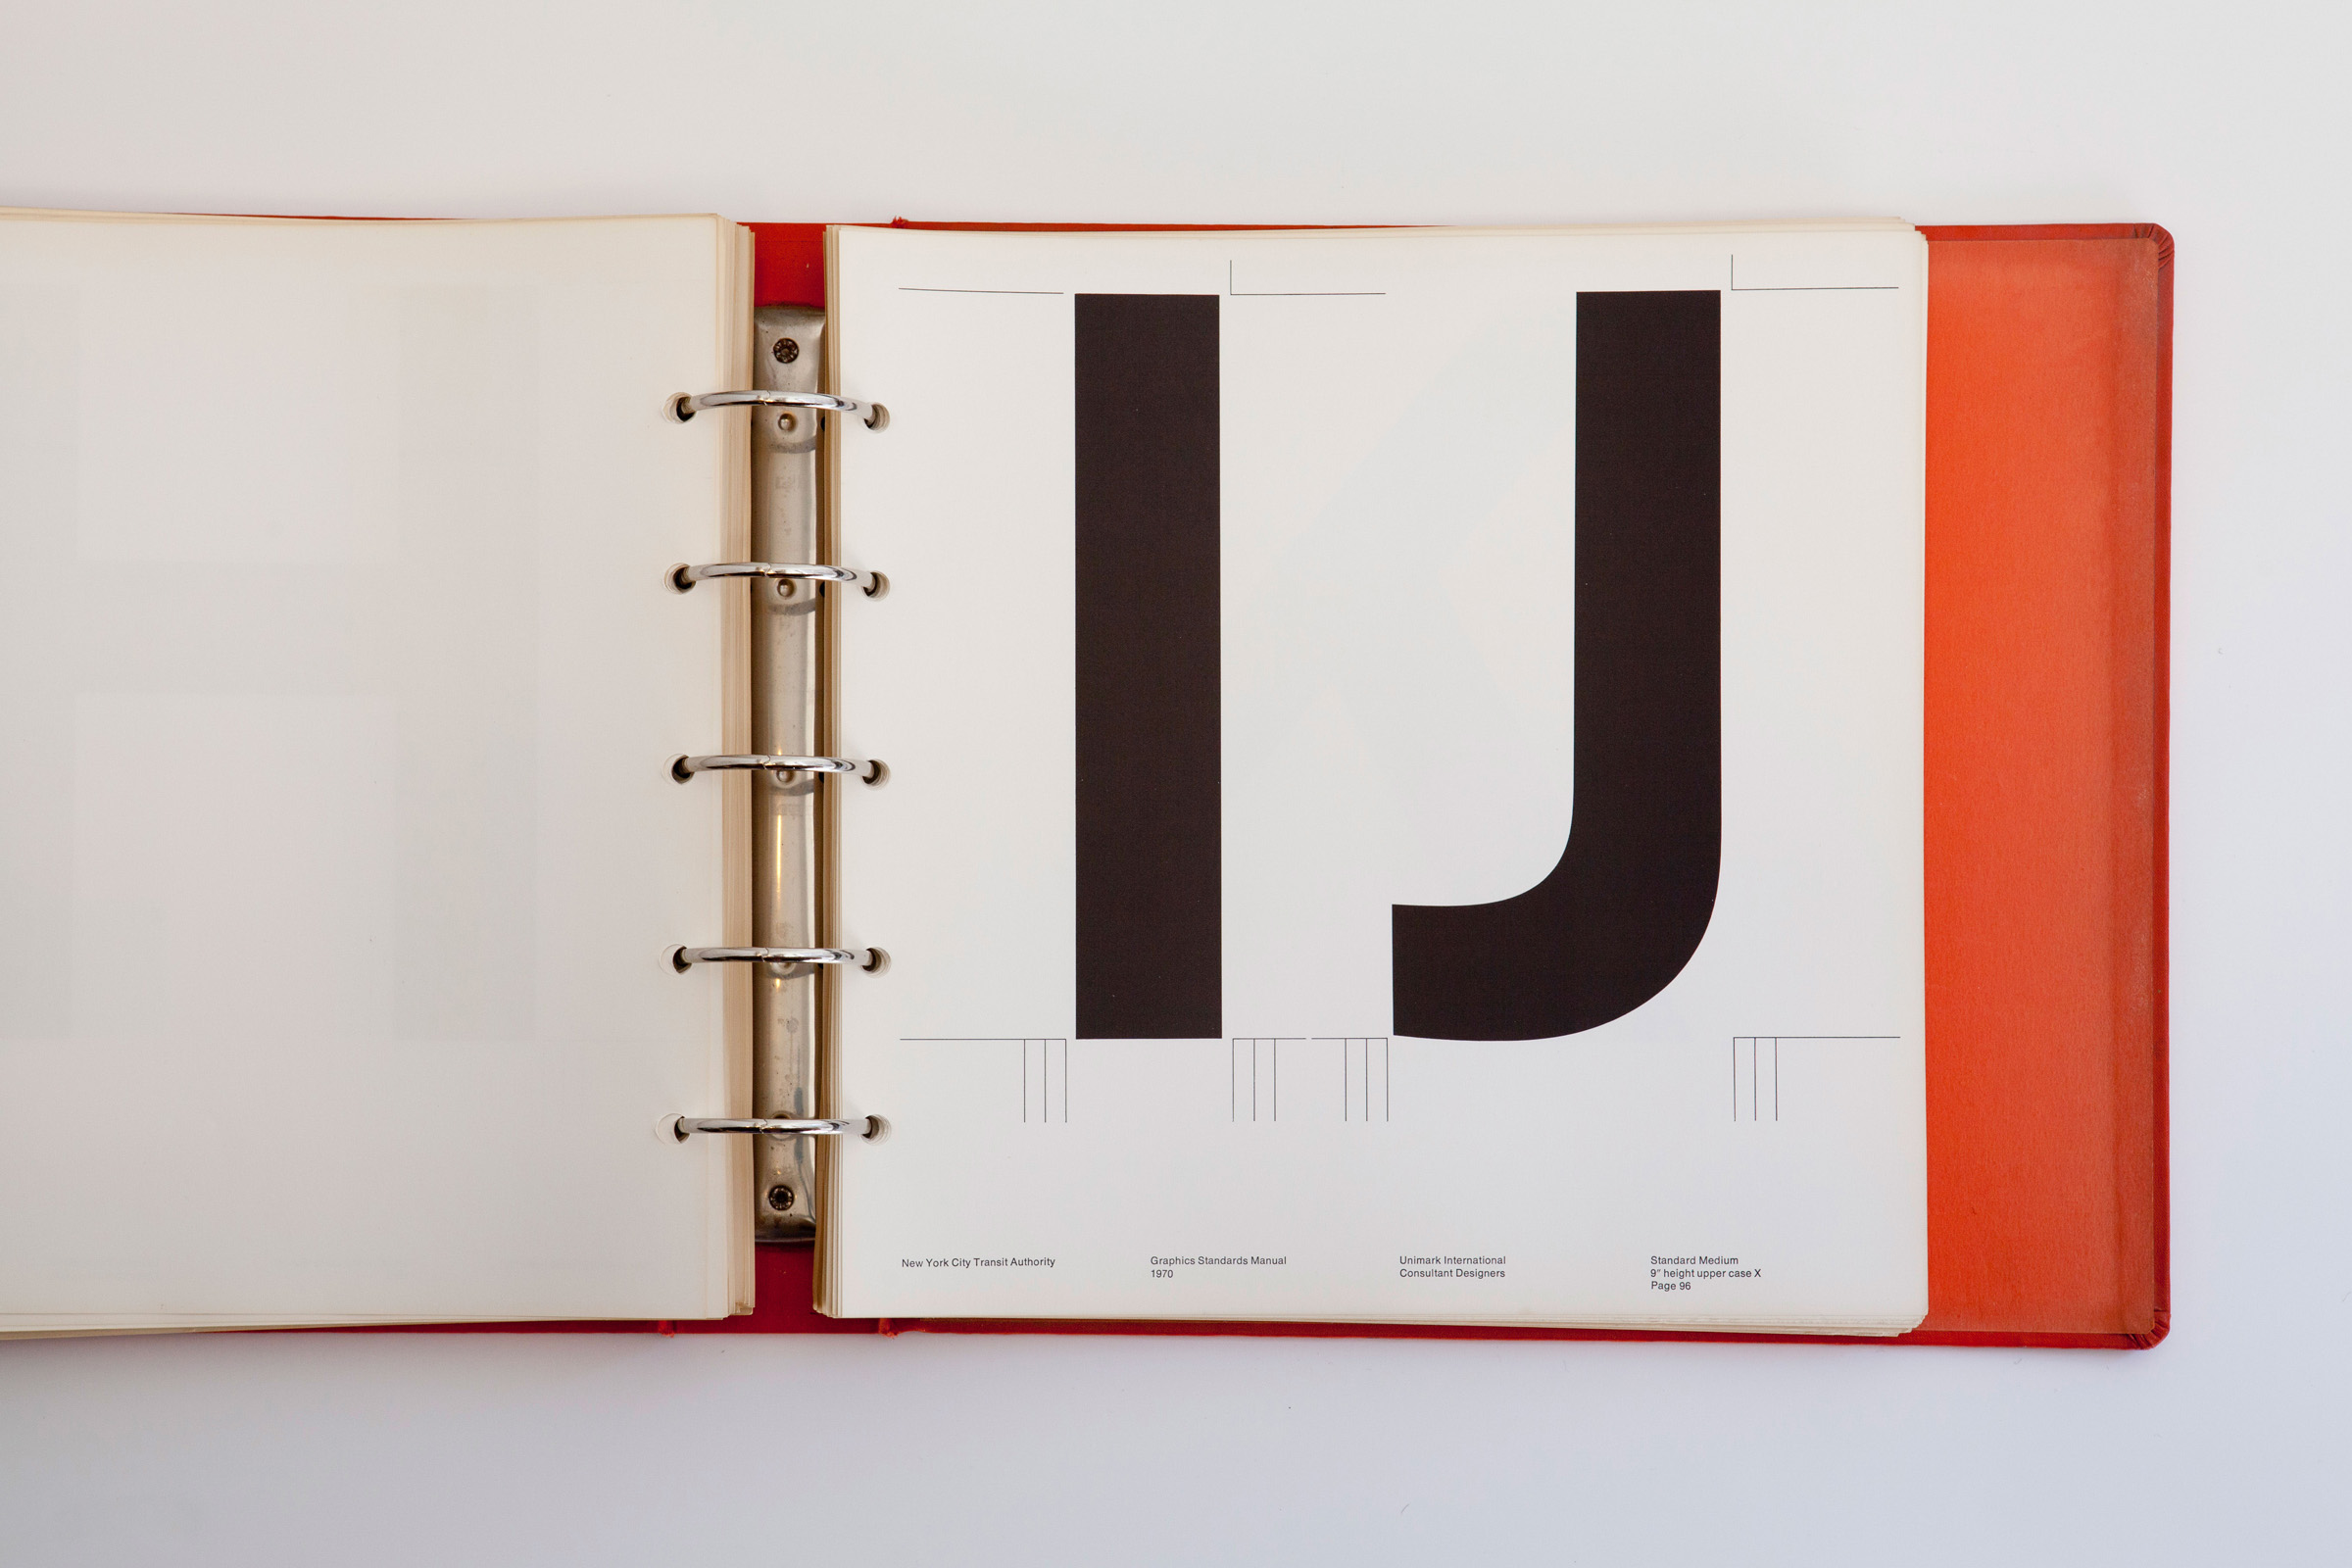 IJ
New York City Transit Authority
Graphics Standards Manual
1970
Unimark International
Consultant Designers
Standard Medium
9" height upper case X
Page 96